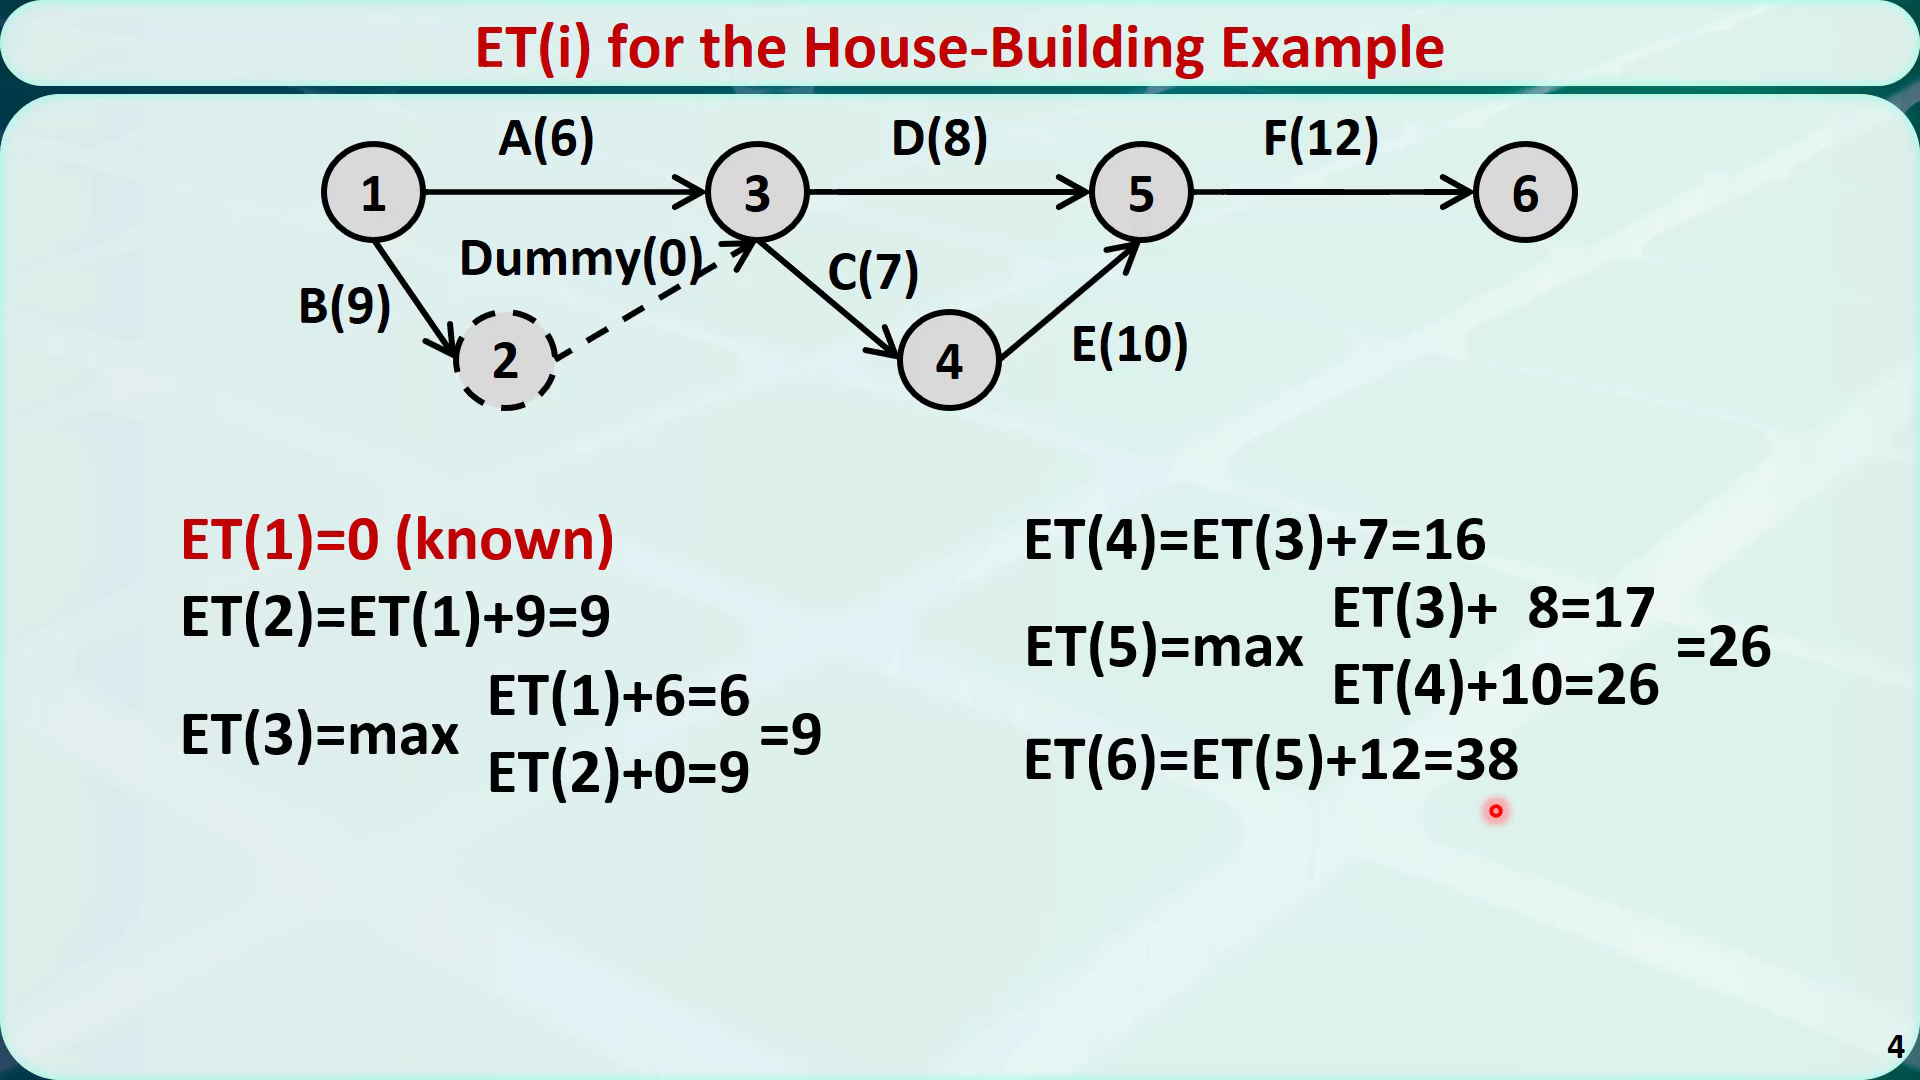 ET(i) for the House-Building Example
A(6)
D(8)
F(12)
1
3
5
6
Dummy(0)
C(7)
B(9)
E(10)
2
4
ET(1)=0 (known)
ET(2)=ET(1)+9=9
ET(1)+6=6
ET(3)=max =9
ET(2)+0=9
ET(4)=ET(3)+7=16
ET(3)+ 8=17
ET(5)=max =26
ET(4)+10=26
ET(6)=ET(5)+12=38
4